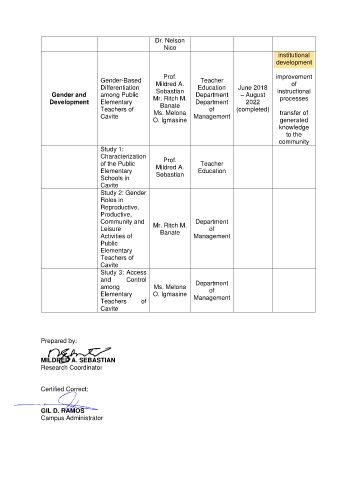 Dr. Nelson
Nico
Gender and
Development
Gender-Based
Differentiation
among Public
Elementary
Teachers of
Cavite
Prof.
Mildred A.
Sebastian
Mr. Ritch M.
Banate
Ms. Melona
O. Igmasine
Teacher
Education
Department
Department
of
Management
June 2018
– August
2022
(completed)
institutional
development
improvement
of
instructional
processes
transfer of
generated
knowledge
to the
community
Study 1:
Characterization
of the Public
Elementary
Schools in
Cavite
Prof.
Mildred A.
Sebastian
Teacher
Education
Study 2: Gender
Roles in
Reproductive,
Productive,
Community and
Leisure
Activities of
Public
Elementary
Teachers of
Cavite
Mr. Ritch M.
Banate
Department
of
Management
Study 3: Access
and Control
among
Elementary
Teachers of
Cavite
Ms. Melona
O. Igmasine
Department
of
Management
Prepared by:
MILDRED A. SEBASTIAN
Research Coordinator
Certified Correct:
GIL D. RAMOS
Campus Administrator